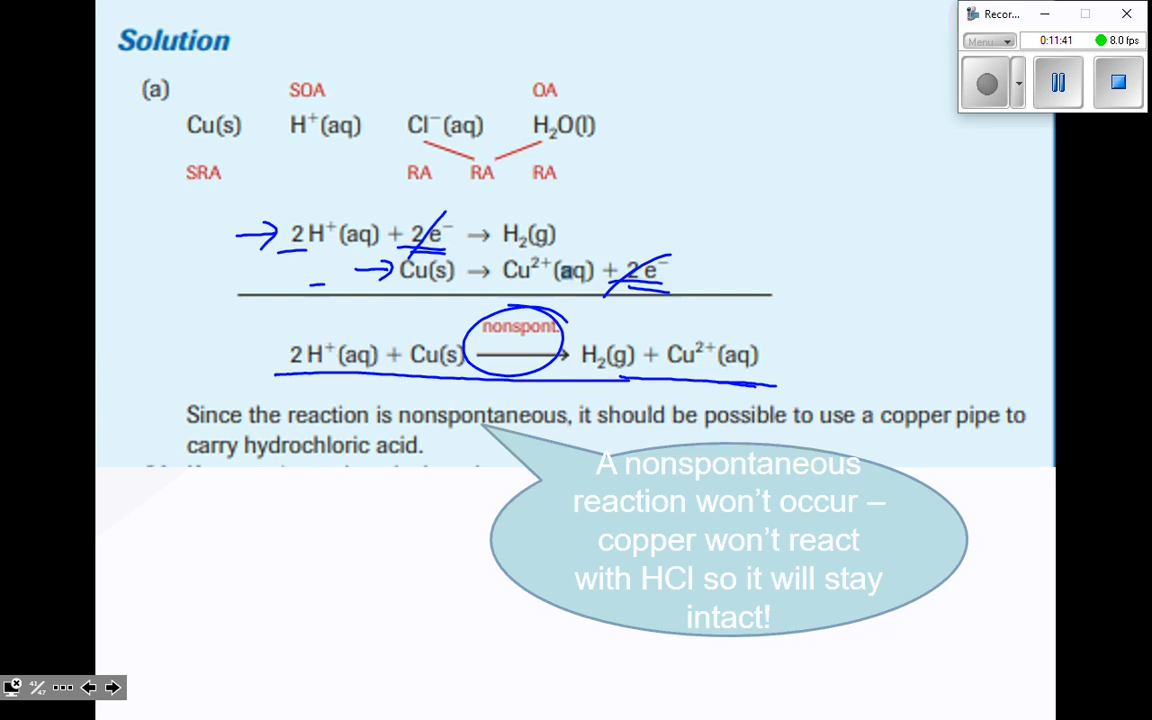 Solution
Recor...
Menu
0:11:41
8.0 fps
(a)
SOA
OA
Cu(s) H⁺(aq) Cl⁻(aq) H₂O(l)
SRA RA RA RA
2 H⁺(aq) + 2 e⁻ → H₂(g)
Cu(s) → Cu²⁺(aq) + 2 e⁻
nonspont.
2 H⁺(aq) + Cu(s) → H₂(g) + Cu²⁺(aq)
Since the reaction is nonspontaneous, it should be possible to use a copper pipe to
carry hydrochloric acid.
A nonspontaneous
reaction won't occur –
copper won't react
with HCl so it will stay
intact!
41/47